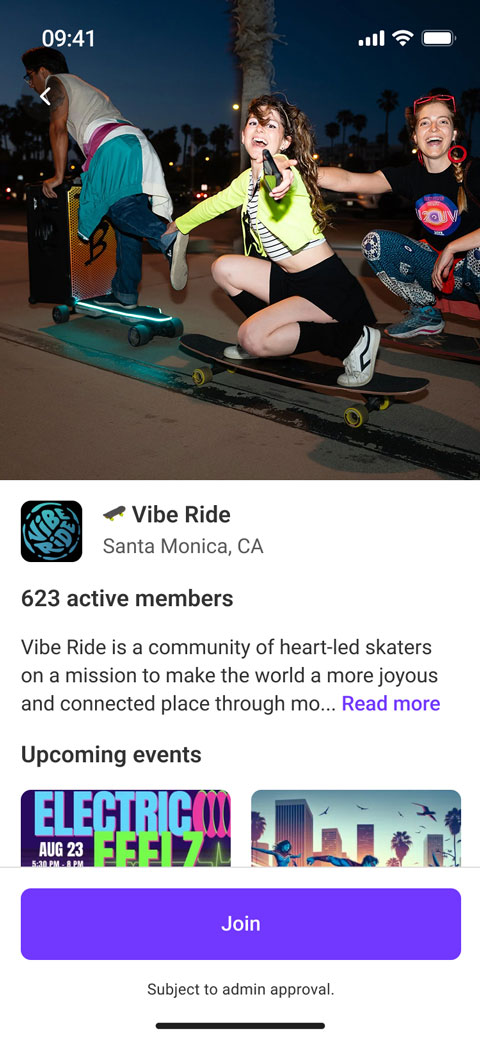 09:41
B
VIBE
RIDE
🛹 Vibe Ride
Santa Monica, CA
623 active members
Vibe Ride is a community of heart-led skaters
on a mission to make the world a more joyous
and connected place through mo... Read more
Upcoming events
ELECTRIC
FEELZ
AUG 23
5:30 PM - 8 PM
Join
Subject to admin approval.